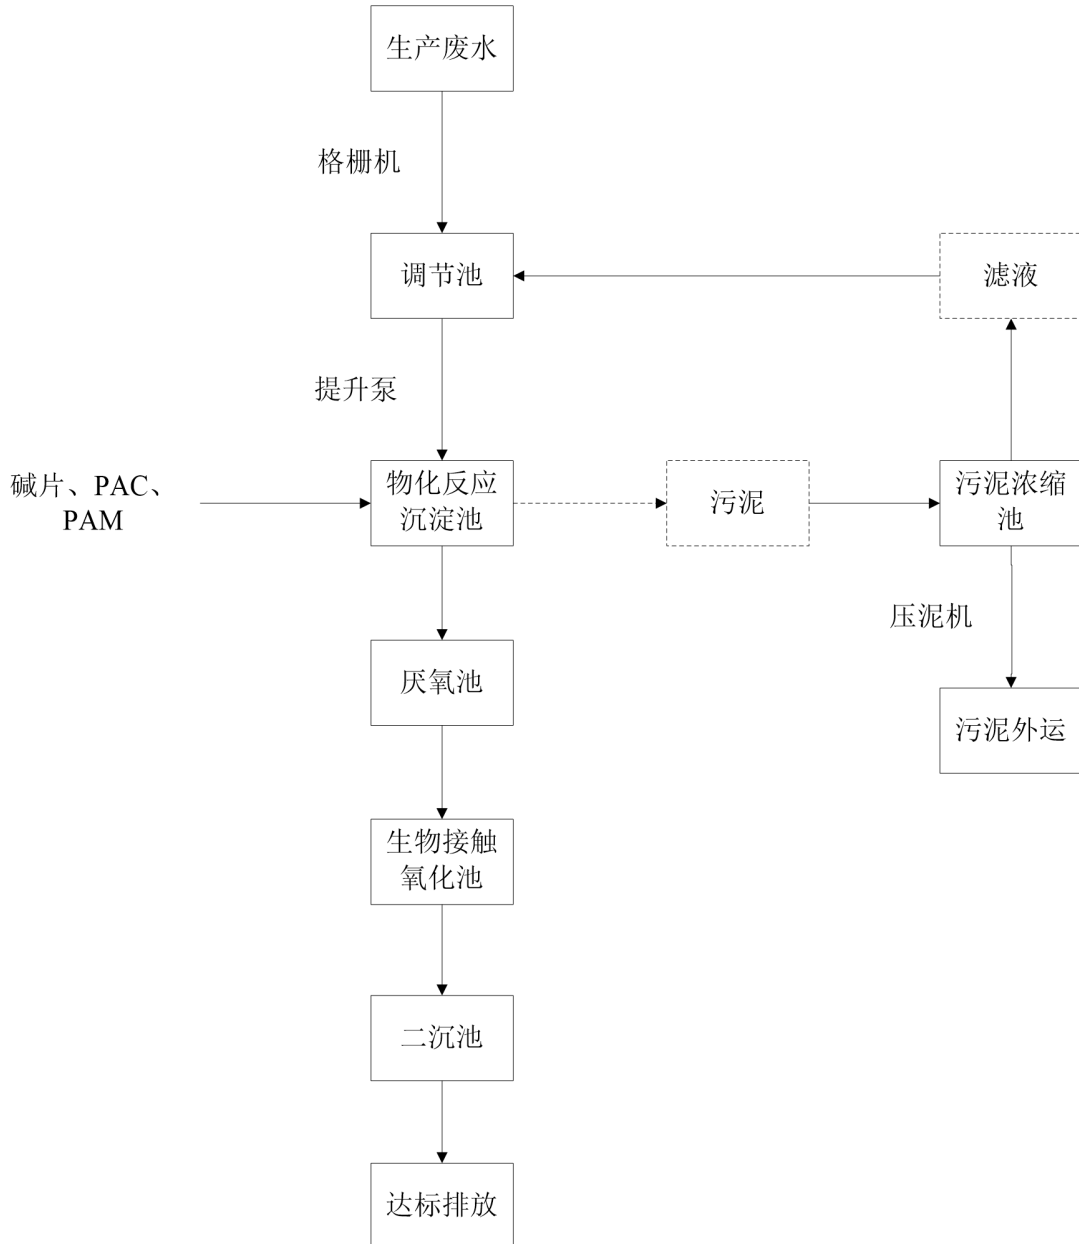 生产废水
格栅机
调节池
滤液
提升泵
碱片、PAC、
PAM
物化反应
沉淀池
污泥
污泥浓缩
池
压泥机
厌氧池
污泥外运
生物接触
氧化池
二沉池
达标排放